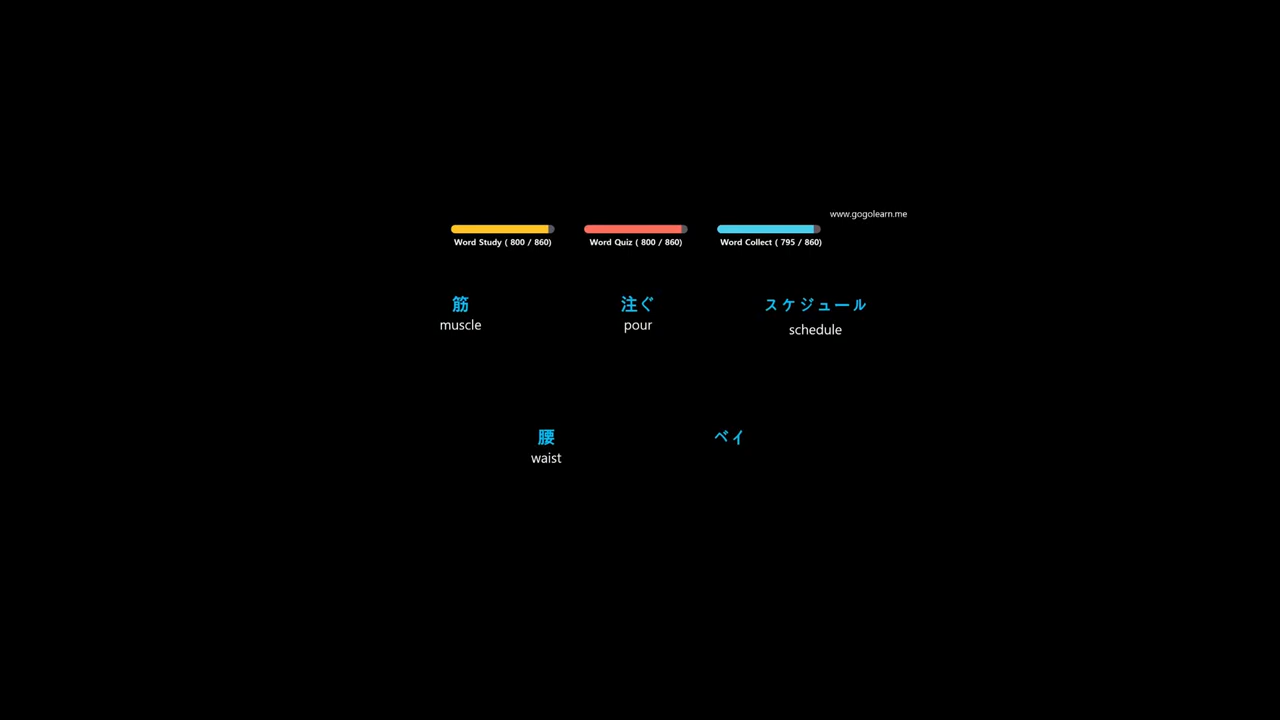 www.gogolearn.me
Word Study ( 800 / 860)
Word Quiz ( 800 / 860)
Word Collect ( 795 / 860)
筋
muscle
注ぐ
pour
スケジュール
schedule
腰
waist
ベイ